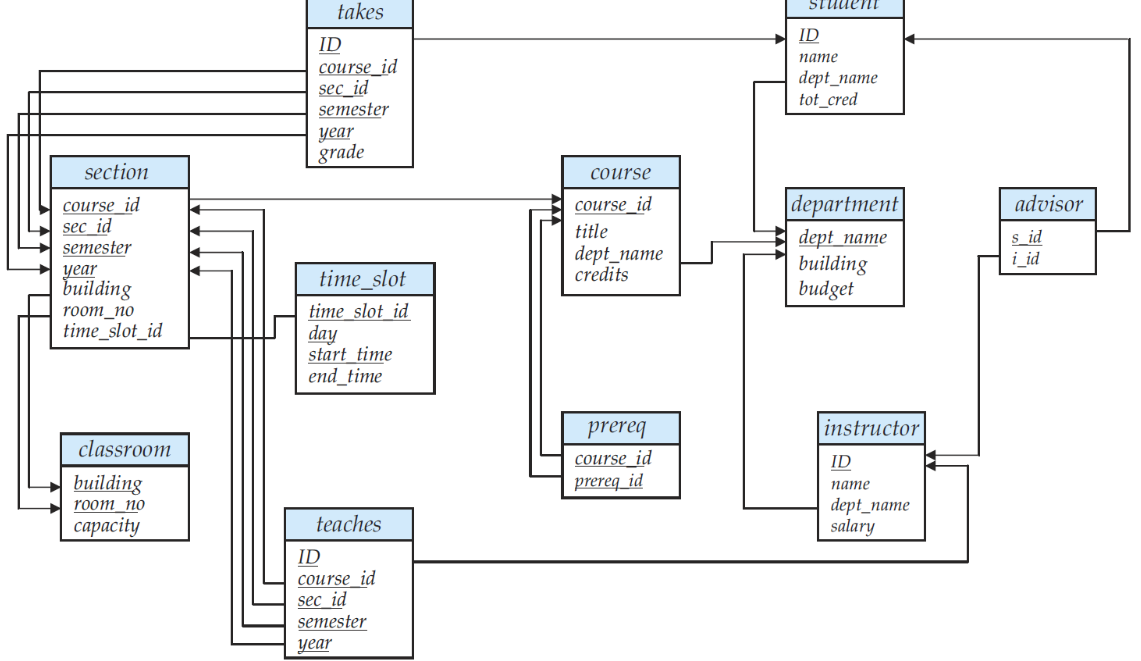 takes
ID
course_id
sec_id
semester
year
grade
student
ID
name
dept_name
tot_cred
section
course_id
sec_id
semester
year
building
room_no
time_slot_id
course
course_id
title
dept_name
credits
department
dept_name
building
budget
advisor
s_id
i_id
time_slot
time_slot_id
day
start_time
end_time
prereq
course_id
prereq_id
instructor
ID
name
dept_name
salary
classroom
building
room_no
capacity
teaches
ID
course_id
sec_id
semester
year